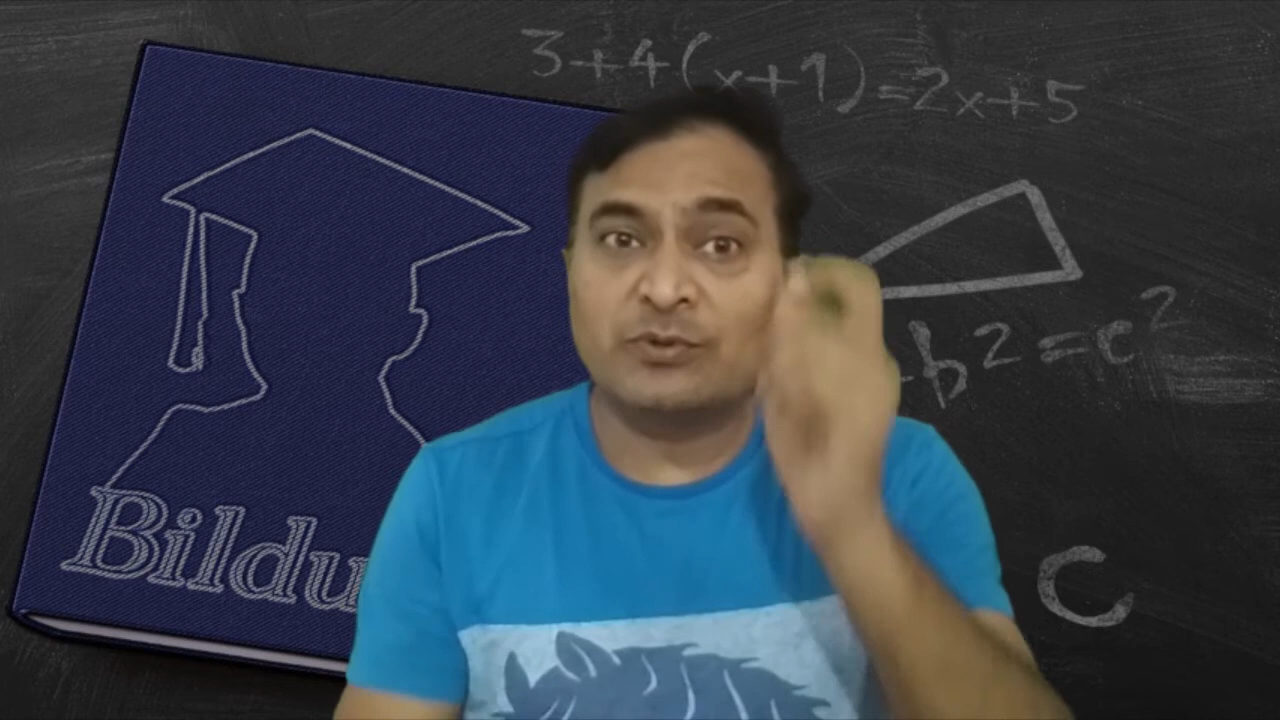 3+4(x+1)=2x+5
b²=c²
Bildu
C